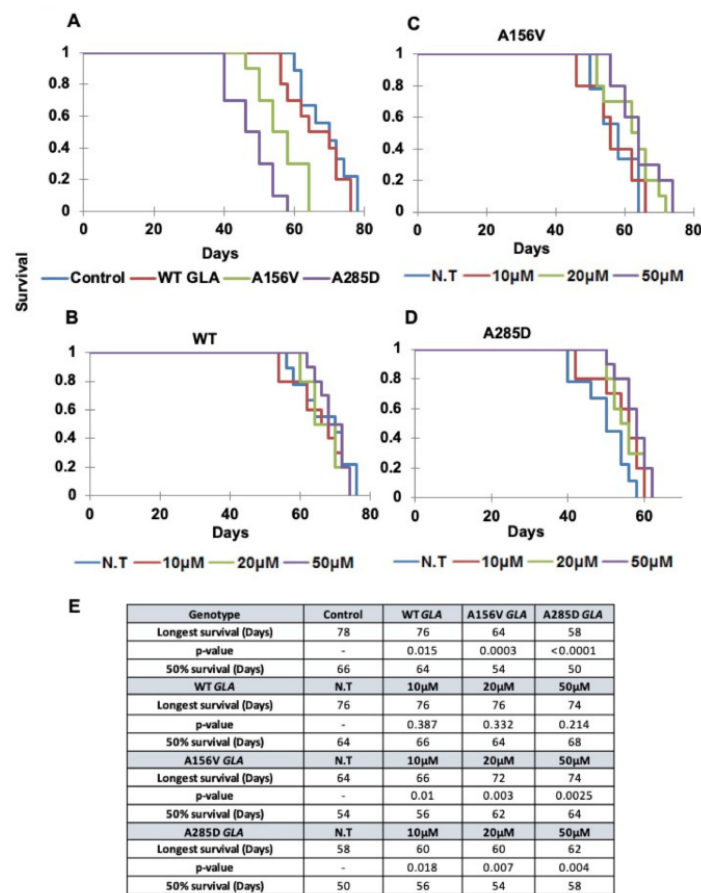 A
1
0.8
0.6
0.4
0.2
0
0 20 40 60 80
Days
Control WT GLA A156V A285D
C
A156V
1
0.8
0.6
0.4
0.2
0
0 20 40 60 80
Days
N.T 10µM 20µM 50µM
Survival
B
WT
1
0.8
0.6
0.4
0.2
0
0 20 40 60 80
Days
N.T 10µM 20µM 50µM
D
A285D
1
0.8
0.6
0.4
0.2
0
0 20 40 60
Days
N.T 10µM 20µM 50µM
E
Genotype Control WT GLA A156V GLA A285D GLA
Longest survival (Days) 78 76 64 58
p-value - 0.015 0.0003 <0.0001
50% survival (Days) 66 64 54 50
WT GLA N.T 10µM 20µM 50µM
Longest survival (Days) 76 76 76 74
p-value - 0.387 0.332 0.214
50% survival (Days) 64 66 64 68
A156V GLA N.T 10µM 20µM 50µM
Longest survival (Days) 64 66 72 74
p-value - 0.01 0.003 0.0025
50% survival (Days) 54 56 62 64
A285D GLA N.T 10µM 20µM 50µM
Longest survival (Days) 58 60 60 62
p-value - 0.018 0.007 0.004
50% survival (Days) 50 56 54 58